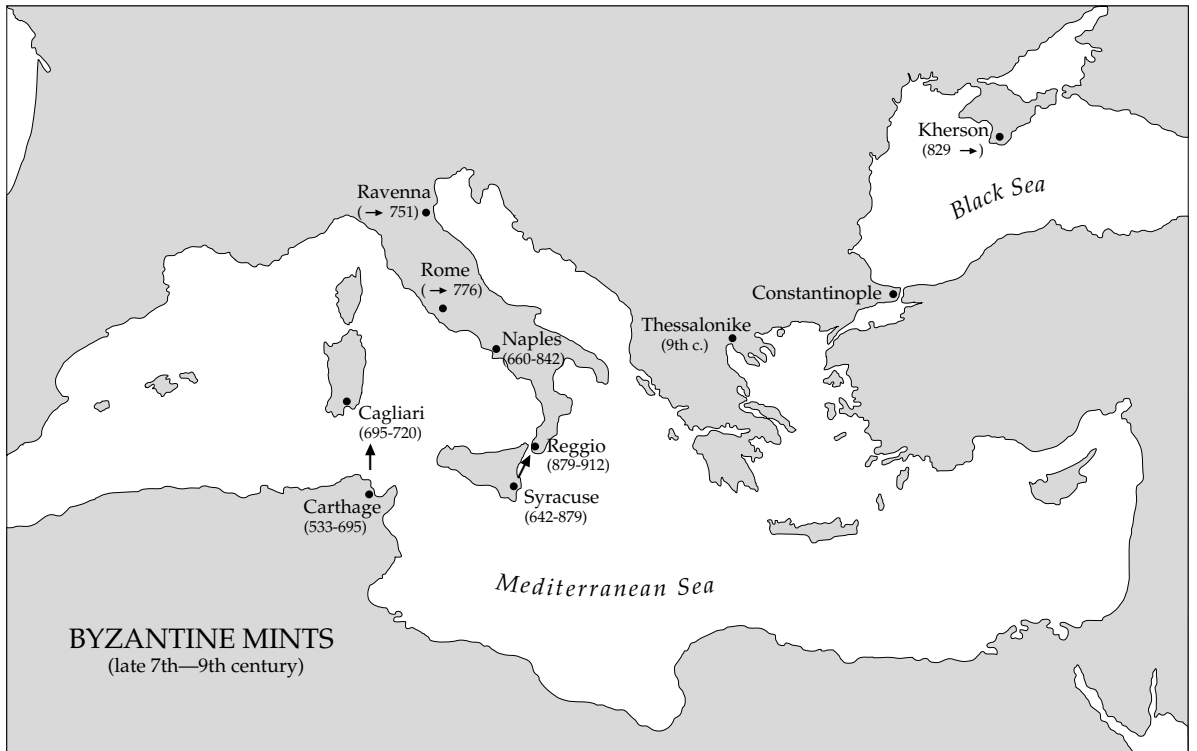 Kherson
(829 → )
Black Sea
Ravenna
( → 751)
Rome
( → 776)
Constantinople
Thessalonike
(9th c.)
Naples
(660-842)
Cagliari
(695-720)
Reggio
(879-912)
Syracuse
(642-879)
Carthage
(533-695)
Mediterranean Sea
BYZANTINE MINTS
(late 7th—9th century)